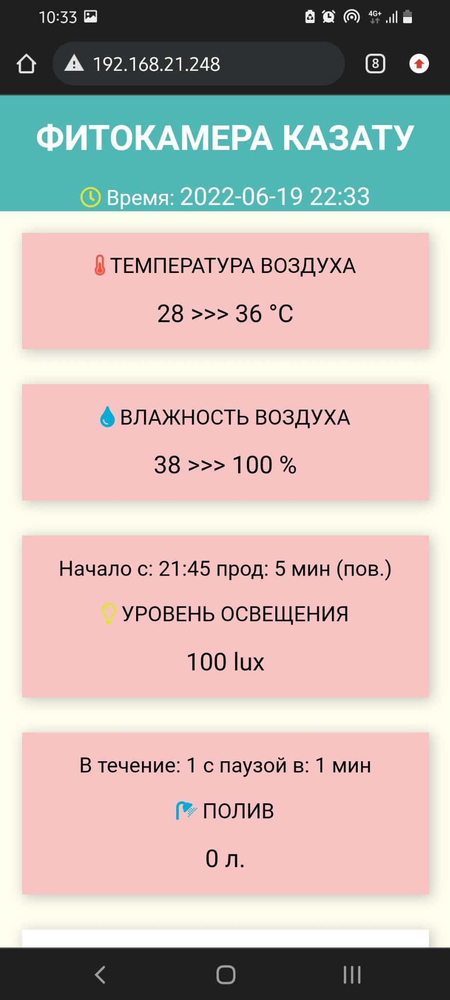 10:33
4G+
192.168.21.248
8
ФИТОКАМЕРА КАЗАТУ
Время: 2022-06-19 22:33
ТЕМПЕРАТУРА ВОЗДУХА
28 >>> 36 °C
ВЛАЖНОСТЬ ВОЗДУХА
38 >>> 100 %
Начало с: 21:45 прод: 5 мин (пов.)
УРОВЕНЬ ОСВЕЩЕНИЯ
100 lux
В течение: 1 с паузой в: 1 мин
ПОЛИВ
0 л.